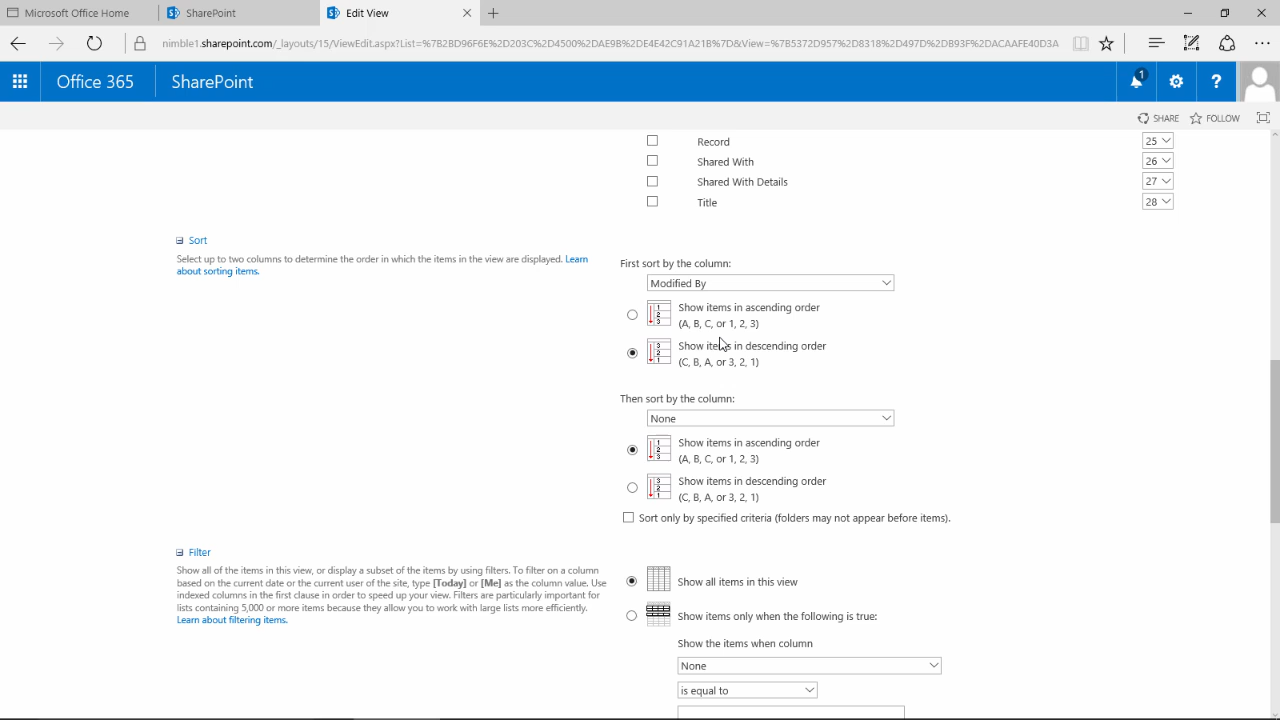 Microsoft Office Home
SharePoint
Edit View
nimble1.sharepoint.com/_layouts/15/ViewEdit.aspx?List=%7B2BD96F6E%2D203C%2D4500%2DAE9B%2DE4E42C91A21B%7D&View=%7B5372D957%2D8318%2D497D%2DB93F%2DACAAFE40D3A
Office 365
SharePoint
1
?
SHARE
FOLLOW
Record
25
Shared With
26
Shared With Details
27
Title
28
Sort
Select up to two columns to determine the order in which the items in the view are displayed. Learn
about sorting items.
First sort by the column:
Modified By
Show items in ascending order
(A, B, C, or 1, 2, 3)
Show items in descending order
(C, B, A, or 3, 2, 1)
Then sort by the column:
None
Show items in ascending order
(A, B, C, or 1, 2, 3)
Show items in descending order
(C, B, A, or 3, 2, 1)
Sort only by specified criteria (folders may not appear before items).
Filter
Show all of the items in this view, or display a subset of the items by using filters. To filter on a column
based on the current date or the current user of the site, type [Today] or [Me] as the column value. Use
indexed columns in the first clause in order to speed up your view. Filters are particularly important for
lists containing 5,000 or more items because they allow you to work with large lists more efficiently.
Learn about filtering items.
Show all items in this view
Show items only when the following is true:
Show the items when column
None
is equal to